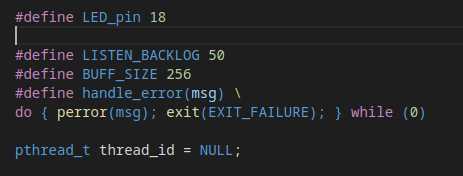 #define LED_pin 18
#define LISTEN_BACKLOG 50
#define BUFF_SIZE 256
#define handle_error(msg) \
do { perror(msg); exit(EXIT_FAILURE); } while (0)
pthread_t thread_id = NULL;